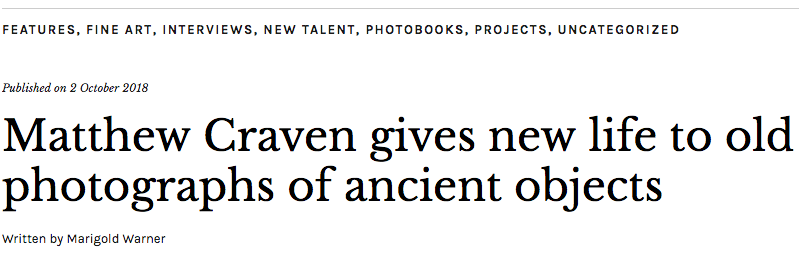 FEATURES, FINE ART, INTERVIEWS, NEW TALENT, PHOTOBOOKS, PROJECTS, UNCATEGORIZED
Published on 2 October 2018
Matthew Craven gives new life to old
photographs of ancient objects
Written by Marigold Warner